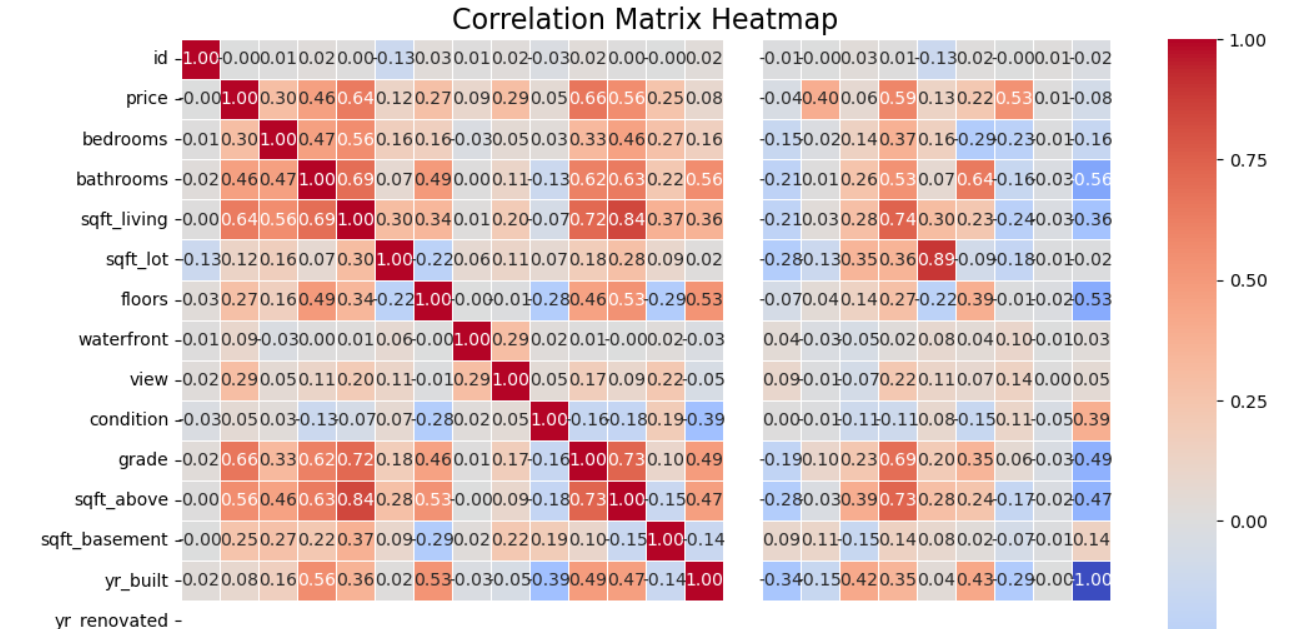 Correlation Matrix Heatmap
id 1.00 -0.00 0.01 0.02 0.00 -0.13 0.03 0.01 0.02 -0.03 0.02 0.00 -0.00 0.02 -0.01 -0.00 0.03 0.01 -0.13 0.02 -0.00 0.01 -0.02
price -0.00 1.00 0.30 0.46 0.64 0.12 0.27 0.09 0.29 0.05 0.66 0.56 0.25 0.08 -0.04 0.40 0.06 0.59 0.13 0.22 0.53 0.01 -0.08
bedrooms 0.01 0.30 1.00 0.47 0.56 0.16 0.16 -0.03 0.05 0.03 0.33 0.46 0.27 0.16 -0.15 -0.02 0.14 0.37 0.16 -0.29 -0.23 -0.01 -0.16
bathrooms 0.02 0.46 0.47 1.00 0.69 0.07 0.49 0.00 0.11 -0.13 0.62 0.63 0.22 0.56 -0.21 0.01 0.26 0.53 0.07 0.64 -0.16 -0.03 -0.56
sqft_living 0.00 0.64 0.56 0.69 1.00 0.30 0.34 0.01 0.20 -0.07 0.72 0.84 0.37 0.36 -0.21 0.03 0.28 0.74 0.30 0.23 -0.24 -0.03 -0.36
sqft_lot -0.13 0.12 0.16 0.07 0.30 1.00 -0.22 0.06 0.11 0.07 0.18 0.28 0.09 0.02 -0.28 -0.13 0.35 0.36 0.89 -0.09 -0.18 -0.01 -0.02
floors 0.03 0.27 0.16 0.49 0.34 -0.22 1.00 -0.00 -0.01 -0.28 0.46 0.53 -0.29 0.53 -0.07 0.04 0.14 0.27 -0.22 0.39 -0.01 -0.02 -0.53
waterfront 0.01 0.09 -0.03 0.00 0.01 0.06 -0.00 1.00 0.29 0.02 0.01 -0.00 0.02 -0.03 0.04 -0.03 -0.05 0.02 0.08 0.04 0.10 -0.01 0.03
view 0.02 0.29 0.05 0.11 0.20 0.11 -0.01 0.29 1.00 0.05 0.17 0.09 0.22 -0.05 0.09 -0.01 -0.07 0.22 0.11 0.07 0.14 0.00 0.05
condition -0.03 0.05 0.03 -0.13 -0.07 0.07 -0.28 0.02 0.05 1.00 -0.16 -0.18 0.19 -0.39 0.00 -0.01 -0.11 -0.11 0.08 -0.15 0.11 -0.05 0.39
grade 0.02 0.66 0.33 0.62 0.72 0.18 0.46 0.01 0.17 -0.16 1.00 0.73 0.10 0.49 -0.19 0.10 0.23 0.69 0.20 0.35 0.06 -0.03 -0.49
sqft_above 0.00 0.56 0.46 0.63 0.84 0.28 0.53 -0.00 0.09 -0.18 0.73 1.00 -0.15 0.47 -0.28 -0.03 0.39 0.73 0.28 0.24 -0.17 -0.02 -0.47
sqft_basement -0.00 0.25 0.27 0.22 0.37 0.09 -0.29 0.02 0.22 0.19 0.10 -0.15 1.00 -0.14 0.09 0.11 -0.15 0.14 0.08 0.02 -0.07 -0.01 0.14
yr_built 0.02 0.08 0.16 0.56 0.36 0.02 0.53 -0.03 -0.05 -0.39 0.49 0.47 -0.14 1.00 -0.34 -0.15 0.42 0.35 0.04 0.43 -0.29 -0.00 -1.00
yr_renovated
1.00
0.75
0.50
0.25
0.00